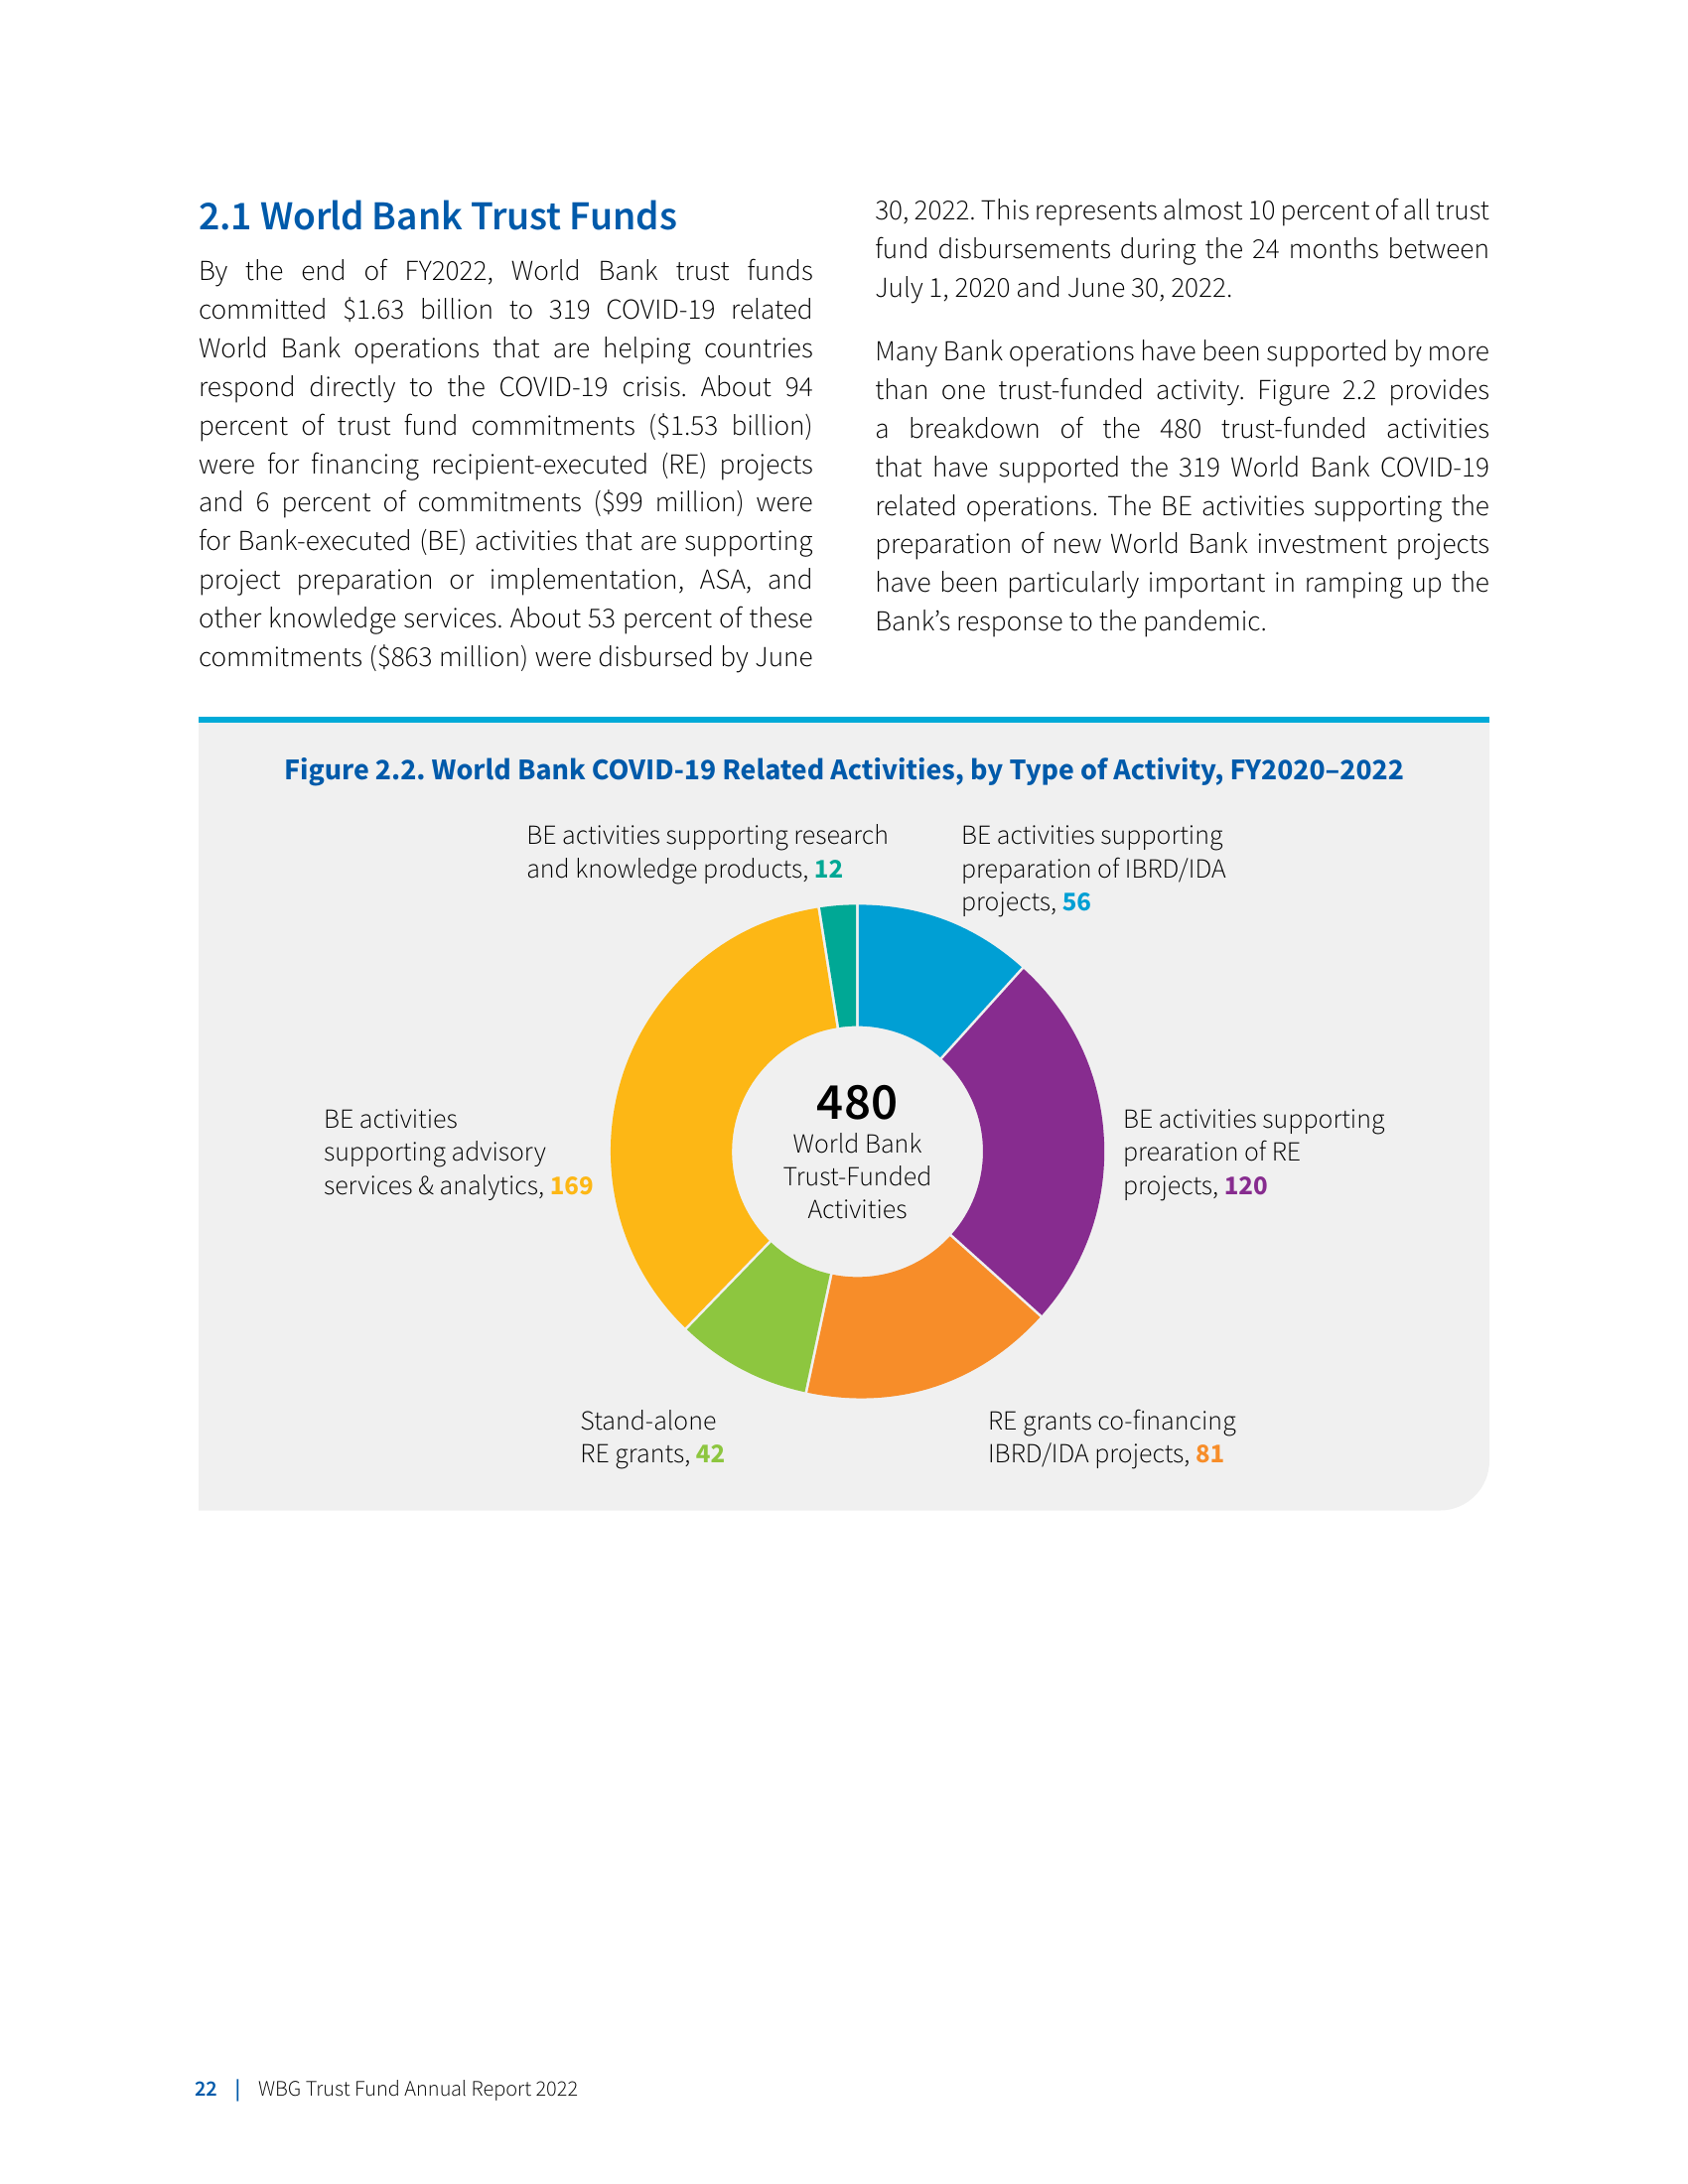 2.1 World Bank Trust Funds
By the end of FY2022, World Bank trust funds
committed $1.63 billion to 319 COVID-19 related
World Bank operations that are helping countries
respond directly to the COVID-19 crisis. About 94
percent of trust fund commitments ($1.53 billion)
were for financing recipient-executed (RE) projects
and 6 percent of commitments ($99 million) were
for Bank-executed (BE) activities that are supporting
project preparation or implementation, ASA, and
other knowledge services. About 53 percent of these
commitments ($863 million) were disbursed by June
30, 2022. This represents almost 10 percent of all trust
fund disbursements during the 24 months between
July 1, 2020 and June 30, 2022.
Many Bank operations have been supported by more
than one trust-funded activity. Figure 2.2 provides
a breakdown of the 480 trust-funded activities
that have supported the 319 World Bank COVID-19
related operations. The BE activities supporting the
preparation of new World Bank investment projects
have been particularly important in ramping up the
Bank’s response to the pandemic.
Figure 2.2. World Bank COVID-19 Related Activities, by Type of Activity, FY2020–2022
BE activities supporting research
and knowledge products, 12
BE activities supporting
preparation of IBRD/IDA
projects, 56
BE activities
supporting advisory
services & analytics, 169
480
World Bank
Trust-Funded
Activities
BE activities supporting
prearation of RE
projects, 120
Stand-alone
RE grants, 42
RE grants co-financing
IBRD/IDA projects, 81
22 | WBG Trust Fund Annual Report 2022